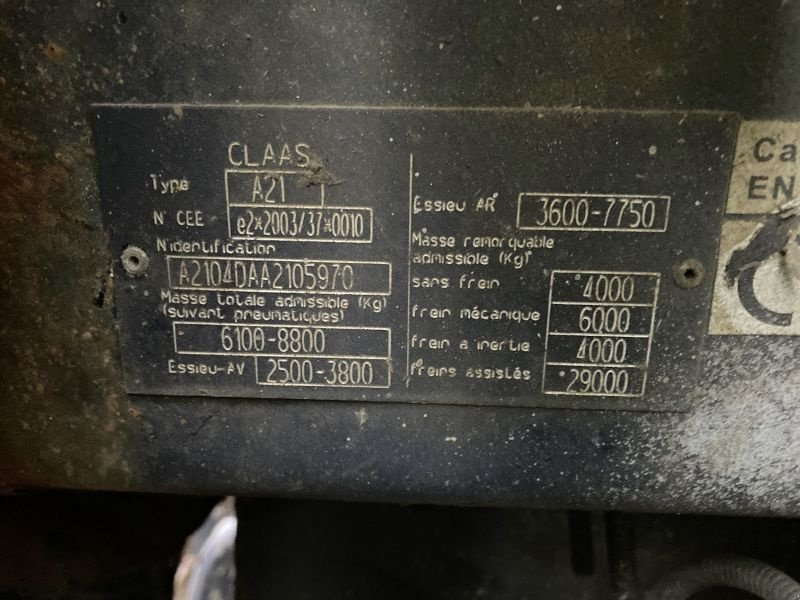 CLAAS
Type A21
N° CEE e2*2003/37*0010
N°identification
A2104DAA2105970
Masse totale admissible (Kg)
(suivant pneumatiques)
6100-8800
Essieu-AV 2500-3800
Essieu AR 3600-7750
Masse remorquable
admissible (Kg)
sans frein 4000
frein mécanique 6000
frein a inertie 4000
freins assistés 29000
Ca
EN